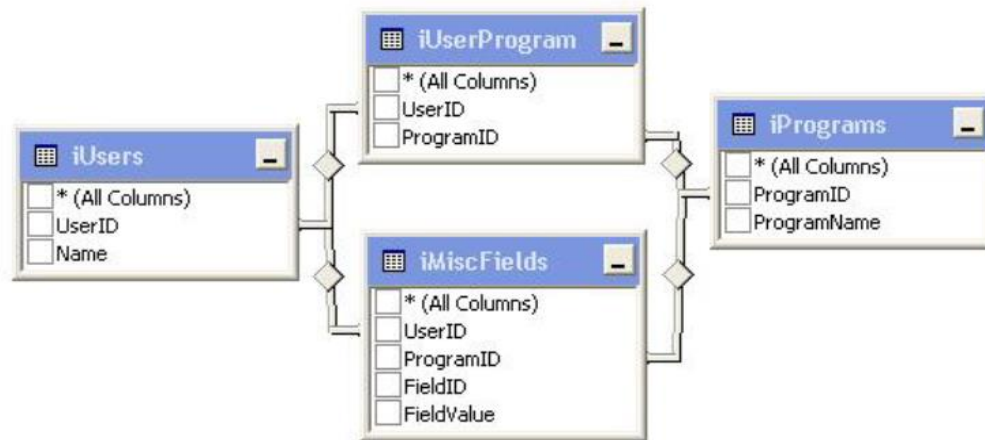 iUserProgram
* (All Columns)
UserID
ProgramID
iUsers
* (All Columns)
UserID
Name
iPrograms
* (All Columns)
ProgramID
ProgramName
iMiscFields
* (All Columns)
UserID
ProgramID
FieldID
FieldValue